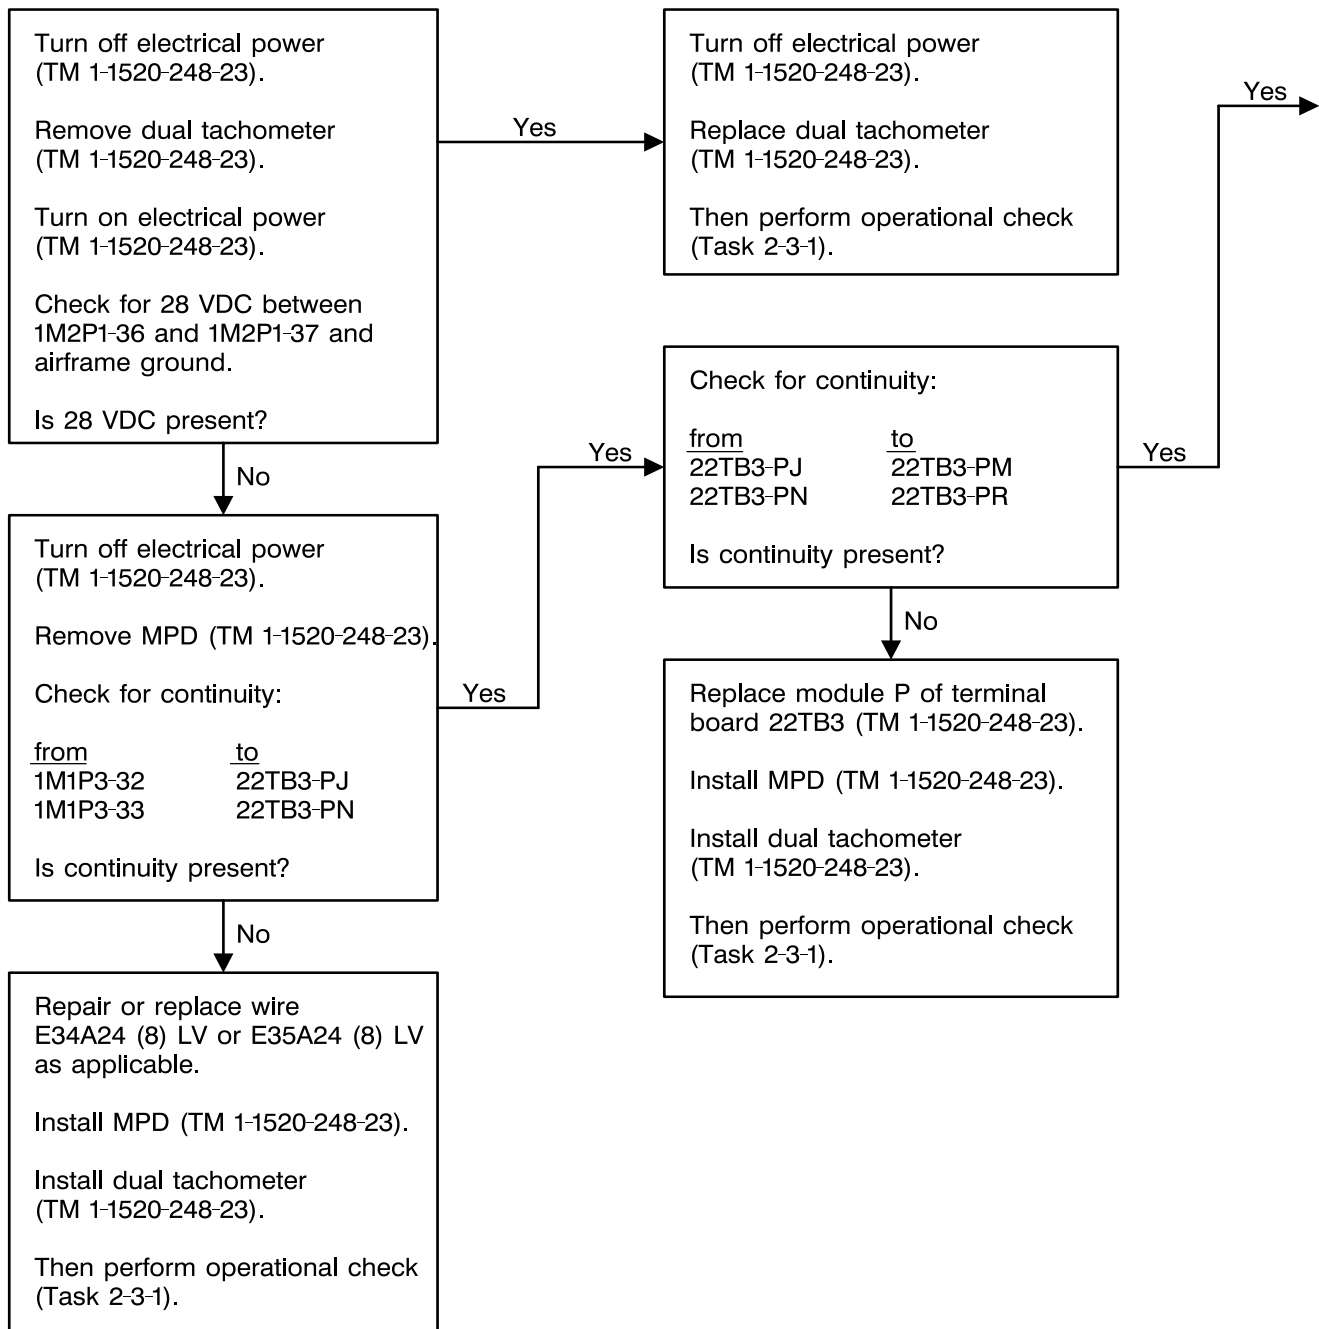 Turn off electrical power
(TM 1-1520-248-23).
Remove dual tachometer
(TM 1-1520-248-23).
Turn on electrical power
(TM 1-1520-248-23).
Check for 28 VDC between
1M2P1-36 and 1M2P1-37 and
airframe ground.
Is 28 VDC present?
Yes
Turn off electrical power
(TM 1-1520-248-23).
Replace dual tachometer
(TM 1-1520-248-23).
Then perform operational check
(Task 2-3-1).
No
Turn off electrical power
(TM 1-1520-248-23).
Remove MPD (TM 1-1520-248-23).
Check for continuity:
from to
1M1P3-32 22TB3-PJ
1M1P3-33 22TB3-PN
Is continuity present?
Yes
Yes
Check for continuity:
from to
22TB3-PJ 22TB3-PM
22TB3-PN 22TB3-PR
Is continuity present?
Yes
Yes
No
Replace module P of terminal
board 22TB3 (TM 1-1520-248-23).
Install MPD (TM 1-1520-248-23).
Install dual tachometer
(TM 1-1520-248-23).
Then perform operational check
(Task 2-3-1).
No
Repair or replace wire
E34A24 (8) LV or E35A24 (8) LV
as applicable.
Install MPD (TM 1-1520-248-23).
Install dual tachometer
(TM 1-1520-248-23).
Then perform operational check
(Task 2-3-1).